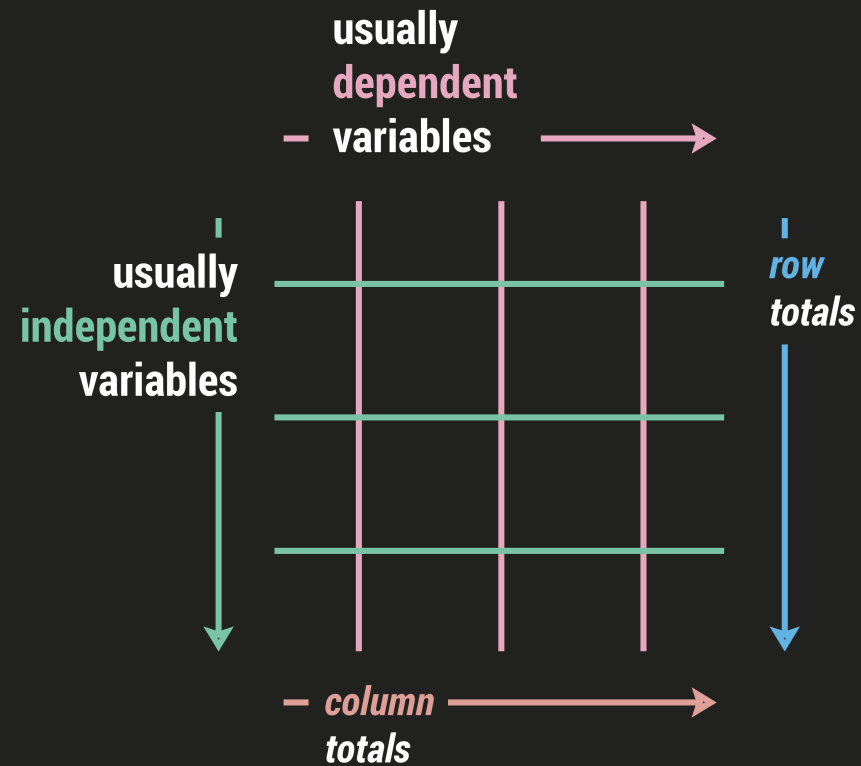 usually
dependent
variables
usually
independent
variables
row
totals
column
totals